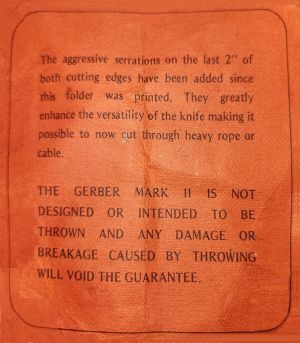 The aggressive serrations on the last 2" of
both cutting edges have been added since
this folder was printed. They greatly
enhance the versatility of the knife making it
possible to now cut through heavy rope or
cable.
THE GERBER MARK II IS NOT
DESIGNED OR INTENDED TO BE
THROWN AND ANY DAMAGE OR
BREAKAGE CAUSED BY THROWING
WILL VOID THE GUARANTEE.